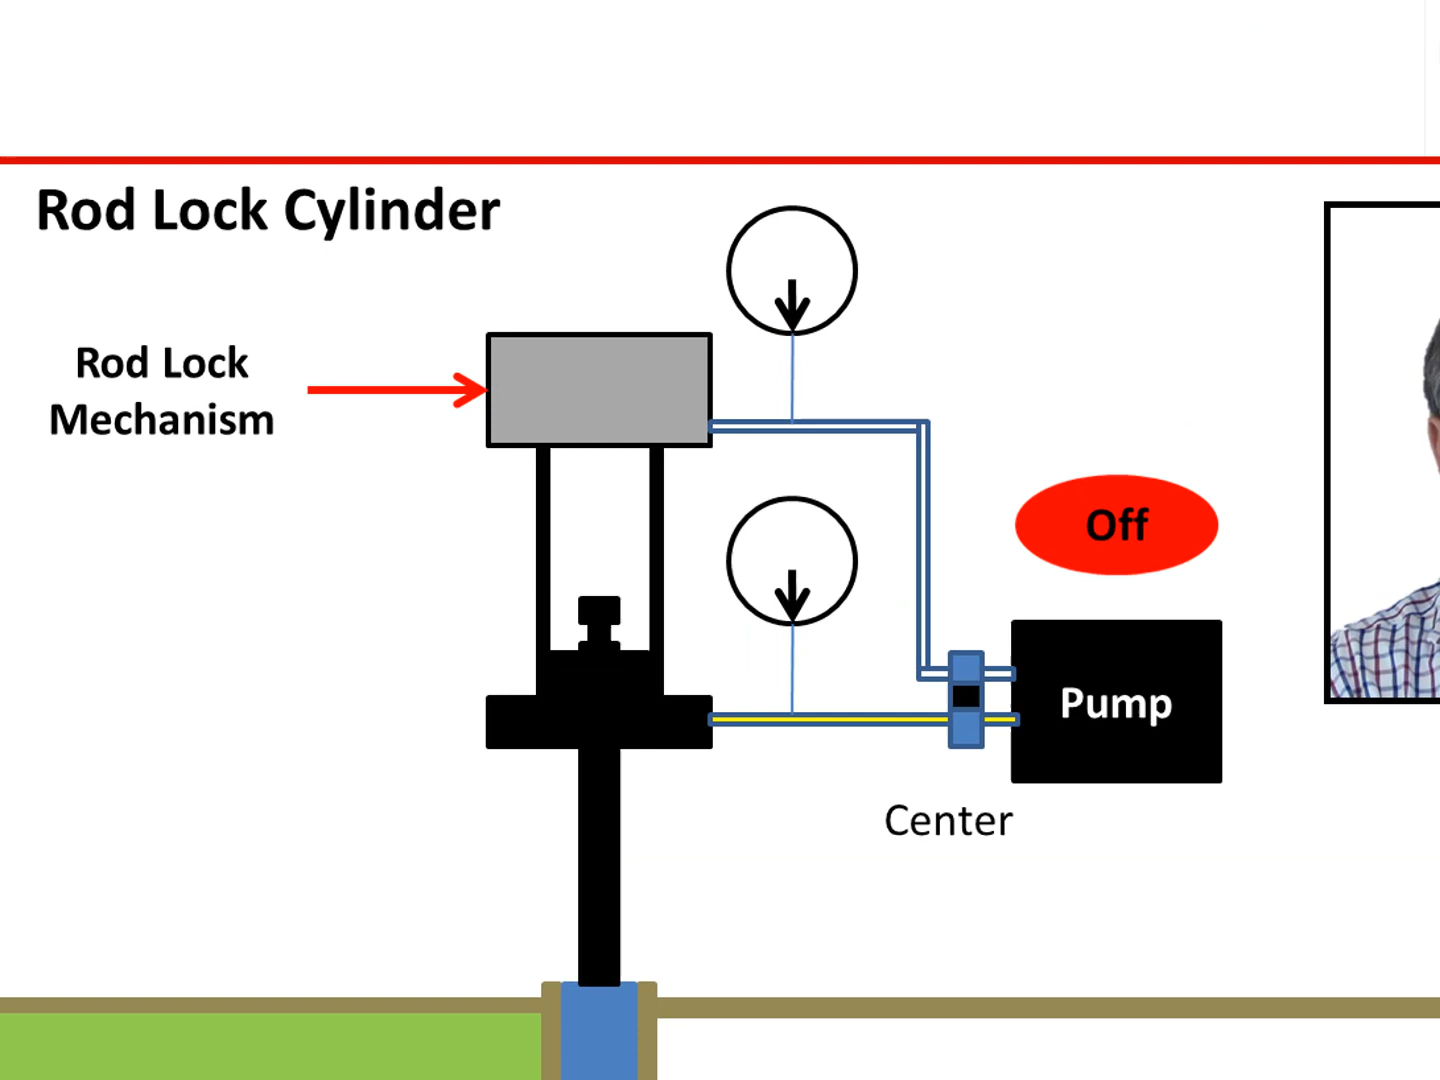 Rod Lock Cylinder
Rod Lock
Mechanism
Off
Pump
Center